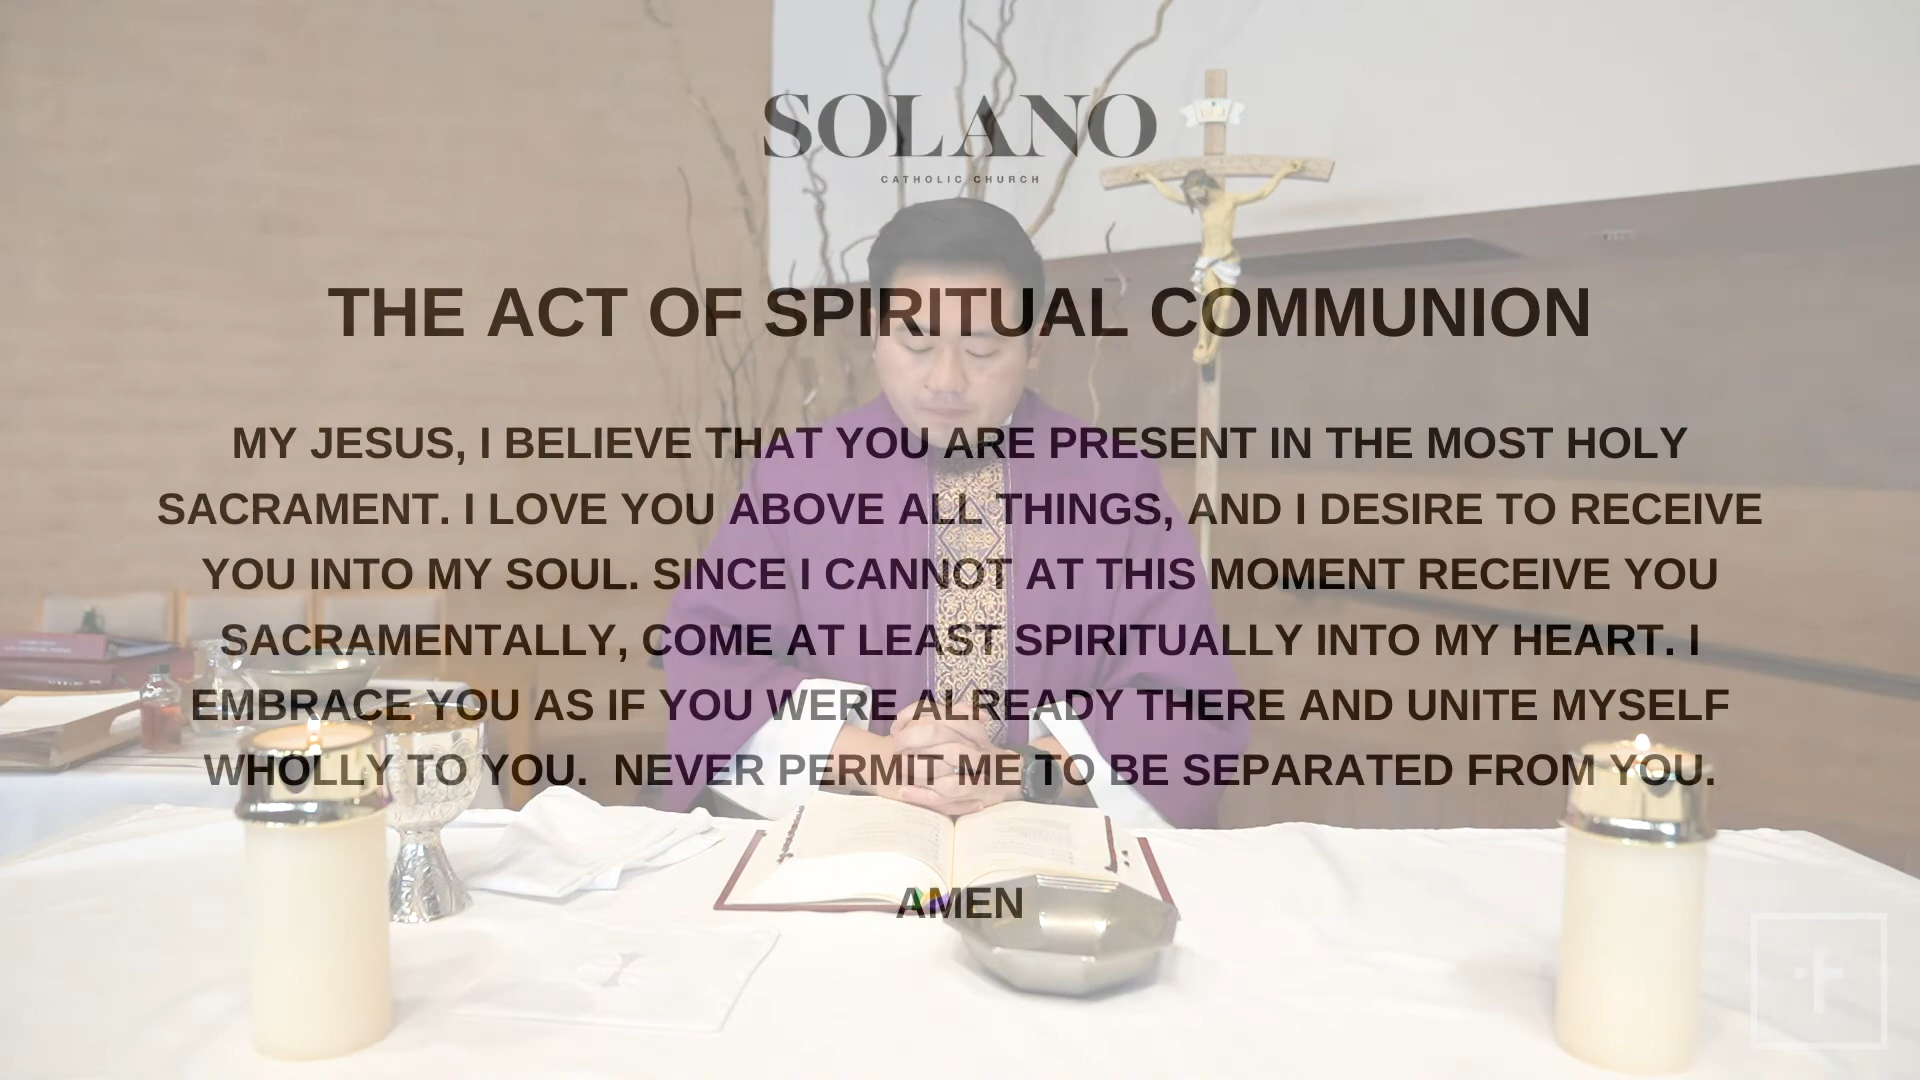 SOLANO
CATHOLIC CHURCH
THE ACT OF SPIRITUAL COMMUNION
MY JESUS, I BELIEVE THAT YOU ARE PRESENT IN THE MOST HOLY
SACRAMENT. I LOVE YOU ABOVE ALL THINGS, AND I DESIRE TO RECEIVE
YOU INTO MY SOUL. SINCE I CANNOT AT THIS MOMENT RECEIVE YOU
SACRAMENTALLY, COME AT LEAST SPIRITUALLY INTO MY HEART. I
EMBRACE YOU AS IF YOU WERE ALREADY THERE AND UNITE MYSELF
WHOLLY TO YOU.  NEVER PERMIT ME TO BE SEPARATED FROM YOU.
AMEN